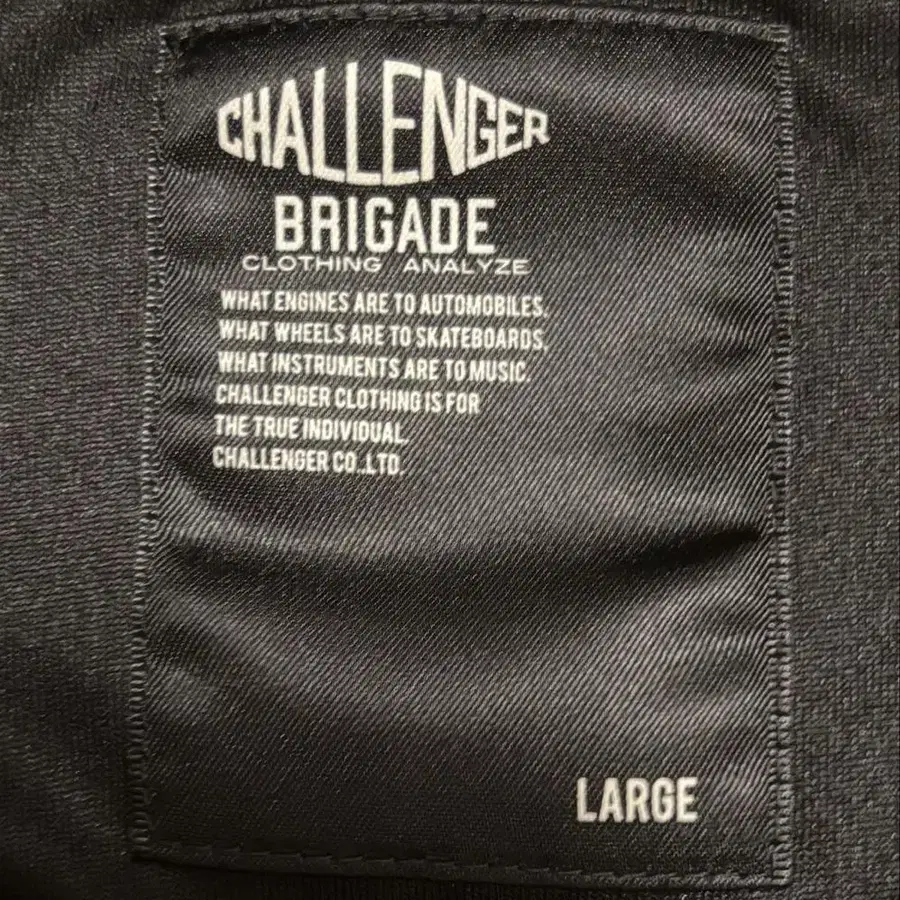 CHALLENGER
BRIGADE
CLOTHING ANALYZE
WHAT ENGINES ARE TO AUTOMOBILES.
WHAT WHEELS ARE TO SKATEBOARDS,
WHAT INSTRUMENTS ARE TO MUSIC.
CHALLENGER CLOTHING IS FOR
THE TRUE INDIVIDUAL.
CHALLENGER CO.,LTD.
LARGE